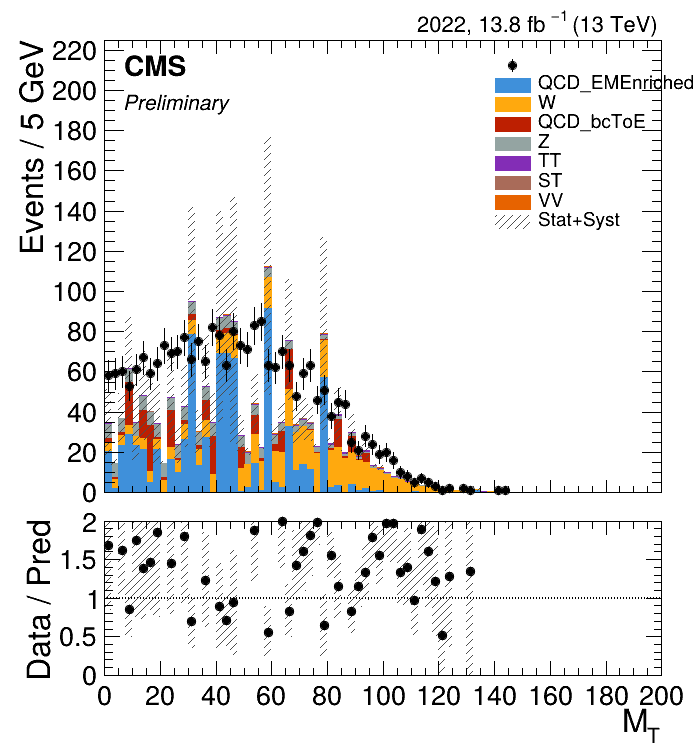 2022, 13.8 fb⁻¹ (13 TeV)
CMS
Preliminary
Events / 5 GeV
220
200
180
160
140
120
100
80
60
40
20
0
QCD_EMEnriched
W
QCD_bcToE
Z
TT
ST
VV
Stat+Syst
Data / Pred
2
1.5
1
0.5
0
0 20 40 60 80 100 120 140 160 180 200
M_T